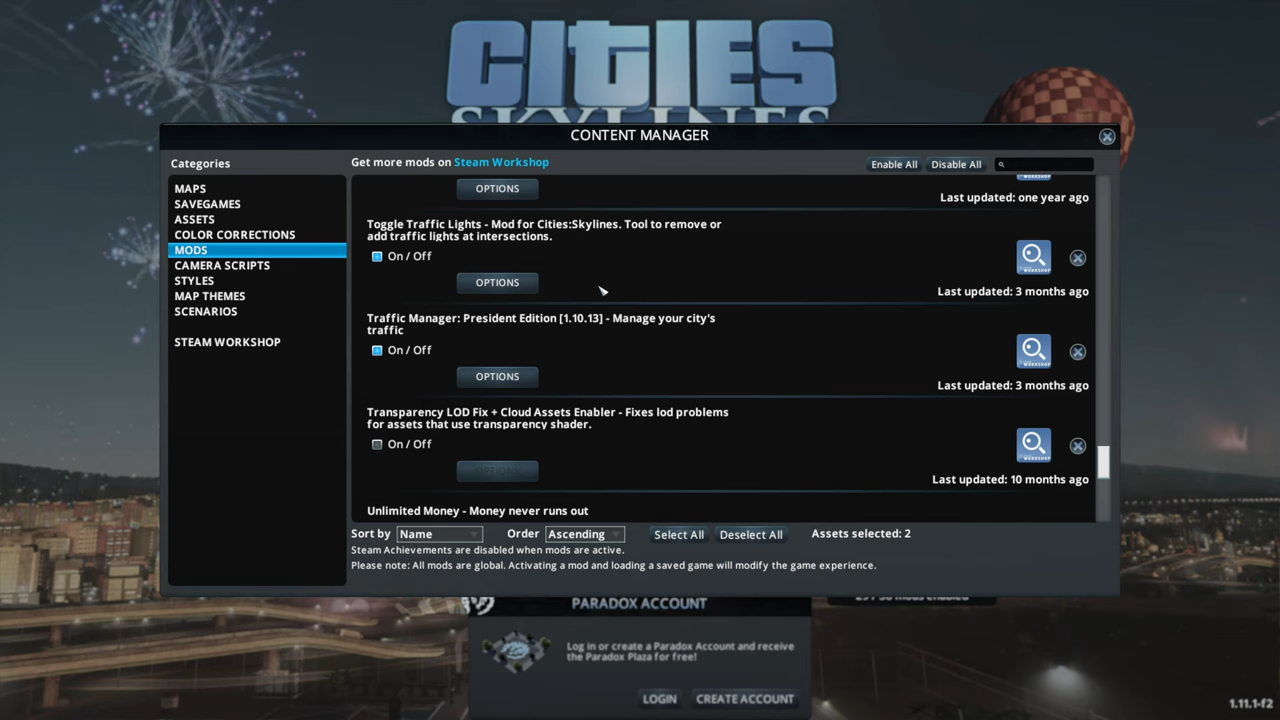 CITIES
SKYLINES
CONTENT MANAGER
Categories
Get more mods on Steam Workshop
Enable All
Disable All
MAPS
SAVEGAMES
ASSETS
COLOR CORRECTIONS
MODS
CAMERA SCRIPTS
STYLES
MAP THEMES
SCENARIOS
STEAM WORKSHOP
OPTIONS
WORKSHOP
Last updated: one year ago
Toggle Traffic Lights - Mod for Cities:Skylines. Tool to remove or
add traffic lights at intersections.
On / Off
WORKSHOP
OPTIONS
Last updated: 3 months ago
Traffic Manager: President Edition [1.10.13] - Manage your city's
traffic
On / Off
WORKSHOP
OPTIONS
Last updated: 3 months ago
Transparency LOD Fix + Cloud Assets Enabler - Fixes lod problems
for assets that use transparency shader.
On / Off
WORKSHOP
OPTIONS
Last updated: 10 months ago
Unlimited Money - Money never runs out
Sort by Name Order Ascending Select All Deselect All Assets selected: 2
Steam Achievements are disabled when mods are active.
Please note: All mods are global. Activating a mod and loading a saved game will modify the game experience.
PARADOX ACCOUNT
mods enabled
Log in or create a Paradox Account and receive
the Paradox Plaza for free!
LOGIN
CREATE ACCOUNT
1.11.1-f2